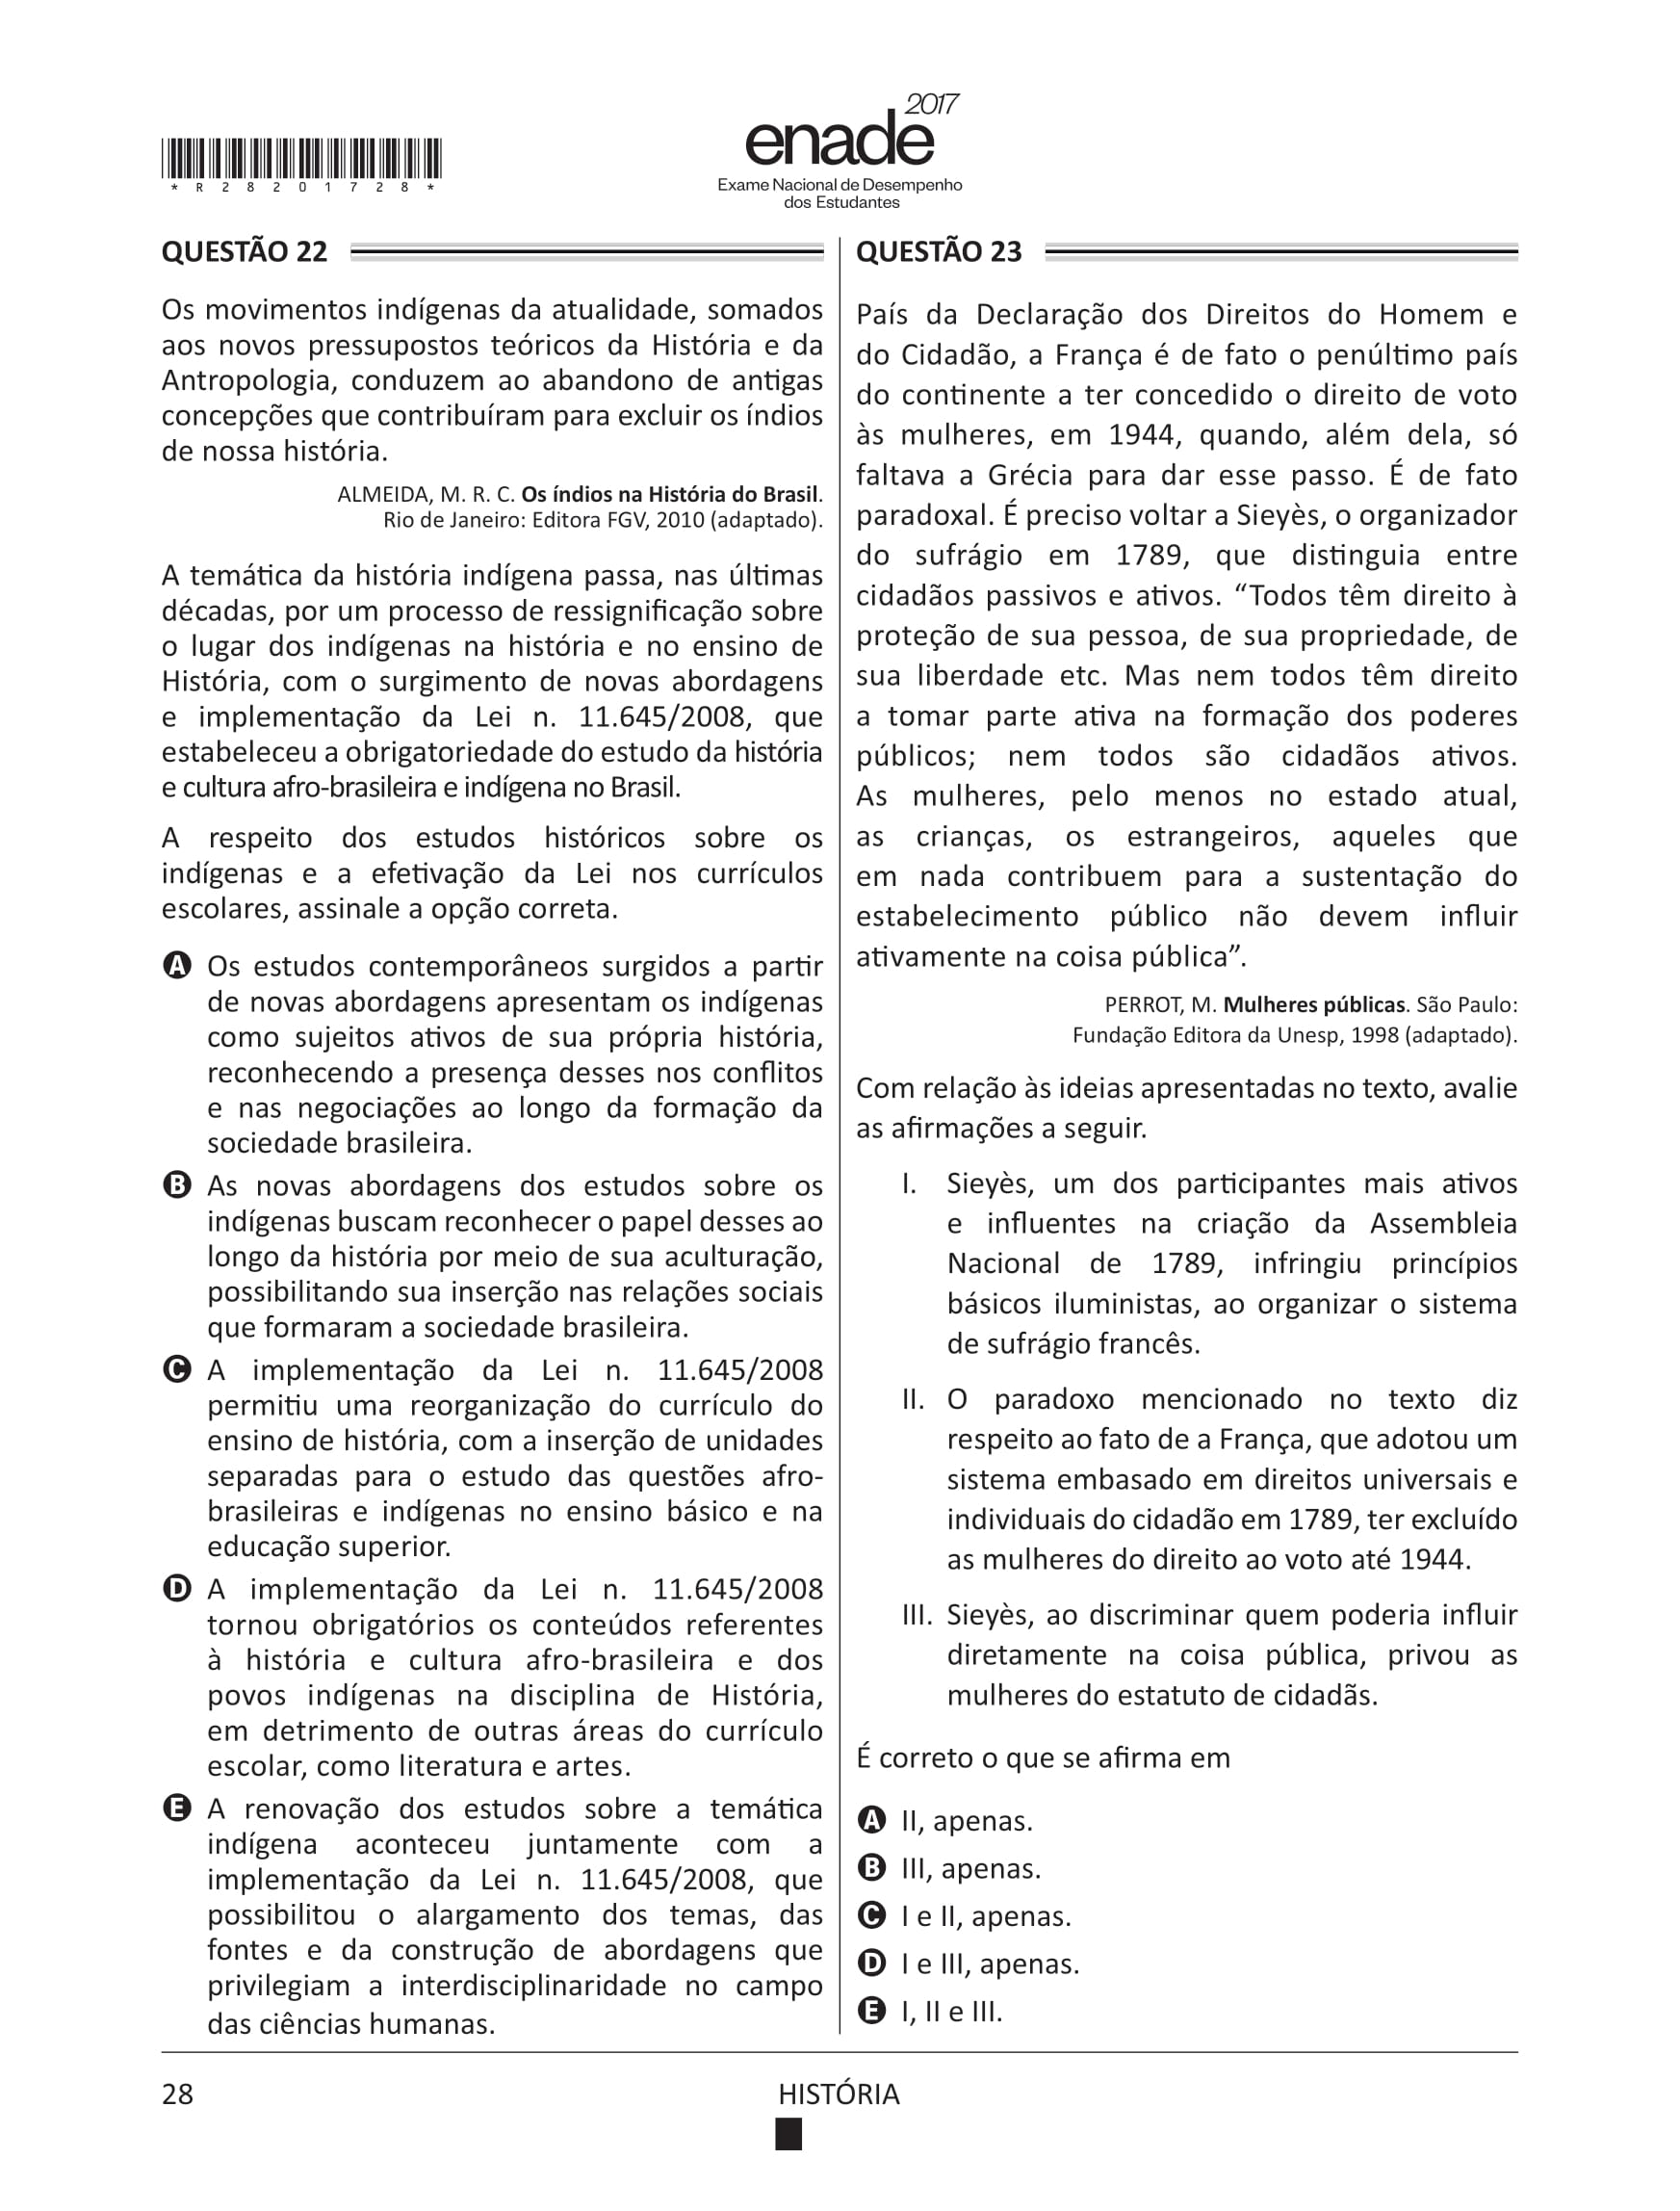 *R28201728*
2017
enade
Exame Nacional de Desempenho
dos Estudantes
QUESTÃO 22
Os movimentos indígenas da atualidade, somados
aos novos pressupostos teóricos da História e da
Antropologia, conduzem ao abandono de antigas
concepções que contribuíram para excluir os índios
de nossa história.
ALMEIDA, M. R. C. Os índios na História do Brasil.
Rio de Janeiro: Editora FGV, 2010 (adaptado).
A temática da história indígena passa, nas últimas
décadas, por um processo de ressignificação sobre
o lugar dos indígenas na história e no ensino de
História, com o surgimento de novas abordagens
e implementação da Lei n. 11.645/2008, que
estabeleceu a obrigatoriedade do estudo da história
e cultura afro-brasileira e indígena no Brasil.
A respeito dos estudos históricos sobre os
indígenas e a efetivação da Lei nos currículos
escolares, assinale a opção correta.
A Os estudos contemporâneos surgidos a partir
de novas abordagens apresentam os indígenas
como sujeitos ativos de sua própria história,
reconhecendo a presença desses nos conflitos
e nas negociações ao longo da formação da
sociedade brasileira.
B As novas abordagens dos estudos sobre os
indígenas buscam reconhecer o papel desses ao
longo da história por meio de sua aculturação,
possibilitando sua inserção nas relações sociais
que formaram a sociedade brasileira.
C A implementação da Lei n. 11.645/2008
permitiu uma reorganização do currículo do
ensino de história, com a inserção de unidades
separadas para o estudo das questões afro-
brasileiras e indígenas no ensino básico e na
educação superior.
D A implementação da Lei n. 11.645/2008
tornou obrigatórios os conteúdos referentes
à história e cultura afro-brasileira e dos
povos indígenas na disciplina de História,
em detrimento de outras áreas do currículo
escolar, como literatura e artes.
E A renovação dos estudos sobre a temática
indígena aconteceu juntamente com a
implementação da Lei n. 11.645/2008, que
possibilitou o alargamento dos temas, das
fontes e da construção de abordagens que
privilegiam a interdisciplinaridade no campo
das ciências humanas.
QUESTÃO 23
País da Declaração dos Direitos do Homem e
do Cidadão, a França é de fato o penúltimo país
do continente a ter concedido o direito de voto
às mulheres, em 1944, quando, além dela, só
faltava a Grécia para dar esse passo. É de fato
paradoxal. É preciso voltar a Sieyès, o organizador
do sufrágio em 1789, que distinguia entre
cidadãos passivos e ativos. “Todos têm direito à
proteção de sua pessoa, de sua propriedade, de
sua liberdade etc. Mas nem todos têm direito
a tomar parte ativa na formação dos poderes
públicos; nem todos são cidadãos ativos.
As mulheres, pelo menos no estado atual,
as crianças, os estrangeiros, aqueles que
em nada contribuem para a sustentação do
estabelecimento público não devem influir
ativamente na coisa pública”.
PERROT, M. Mulheres públicas. São Paulo:
Fundação Editora da Unesp, 1998 (adaptado).
Com relação às ideias apresentadas no texto, avalie
as afirmações a seguir.
I. Sieyès, um dos participantes mais ativos
e influentes na criação da Assembleia
Nacional de 1789, infringiu princípios
básicos iluministas, ao organizar o sistema
de sufrágio francês.
II. O paradoxo mencionado no texto diz
respeito ao fato de a França, que adotou um
sistema embasado em direitos universais e
individuais do cidadão em 1789, ter excluído
as mulheres do direito ao voto até 1944.
III. Sieyès, ao discriminar quem poderia influir
diretamente na coisa pública, privou as
mulheres do estatuto de cidadãs.
É correto o que se afirma em
A II, apenas.
B III, apenas.
C I e II, apenas.
D I e III, apenas.
E I, II e III.
28
HISTÓRIA